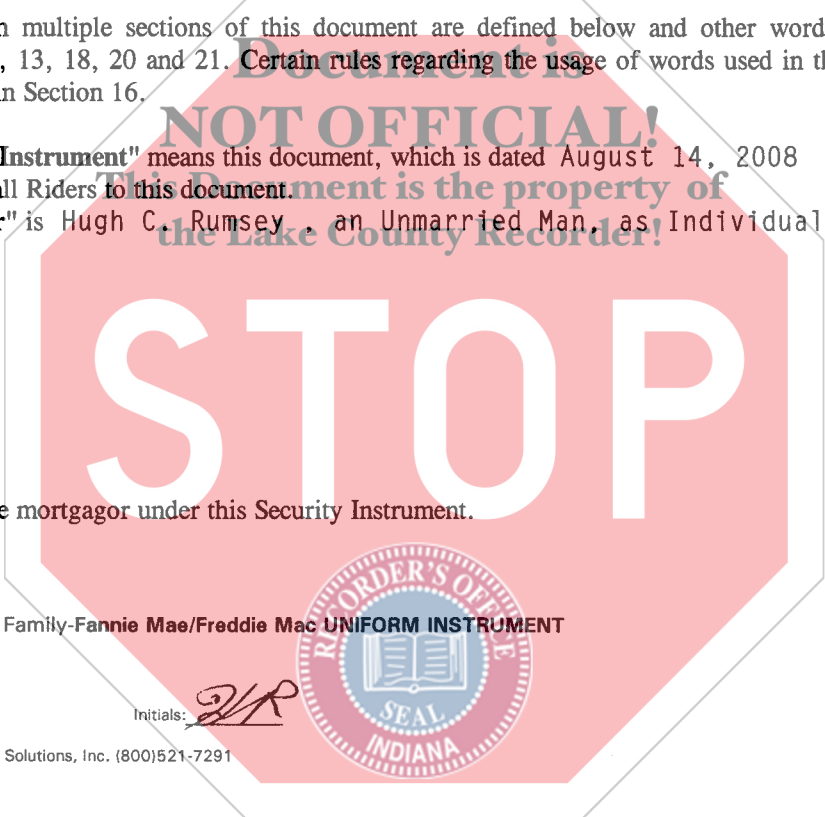 multiple sections of this document are defined below and other word
, 13, 18, 20 and 21. Certain rules regarding the usage of words used in th
n Section 16.
Document is
NOT OFFICIAL!
This Document is the property of
the Lake County Recorder!
Instrument" means this document, which is dated August 14, 2008
ll Riders to this document.
r" is Hugh C. Rumsey , an Unmarried Man, as Individual
STOP
e mortgagor under this Security Instrument.
Family-Fannie Mae/Freddie Mac UNIFORM INSTRUMENT
RECORDER'S OFFICE
SEAL
INDIANA
Initials: HR
Solutions, Inc. (800)521-7291